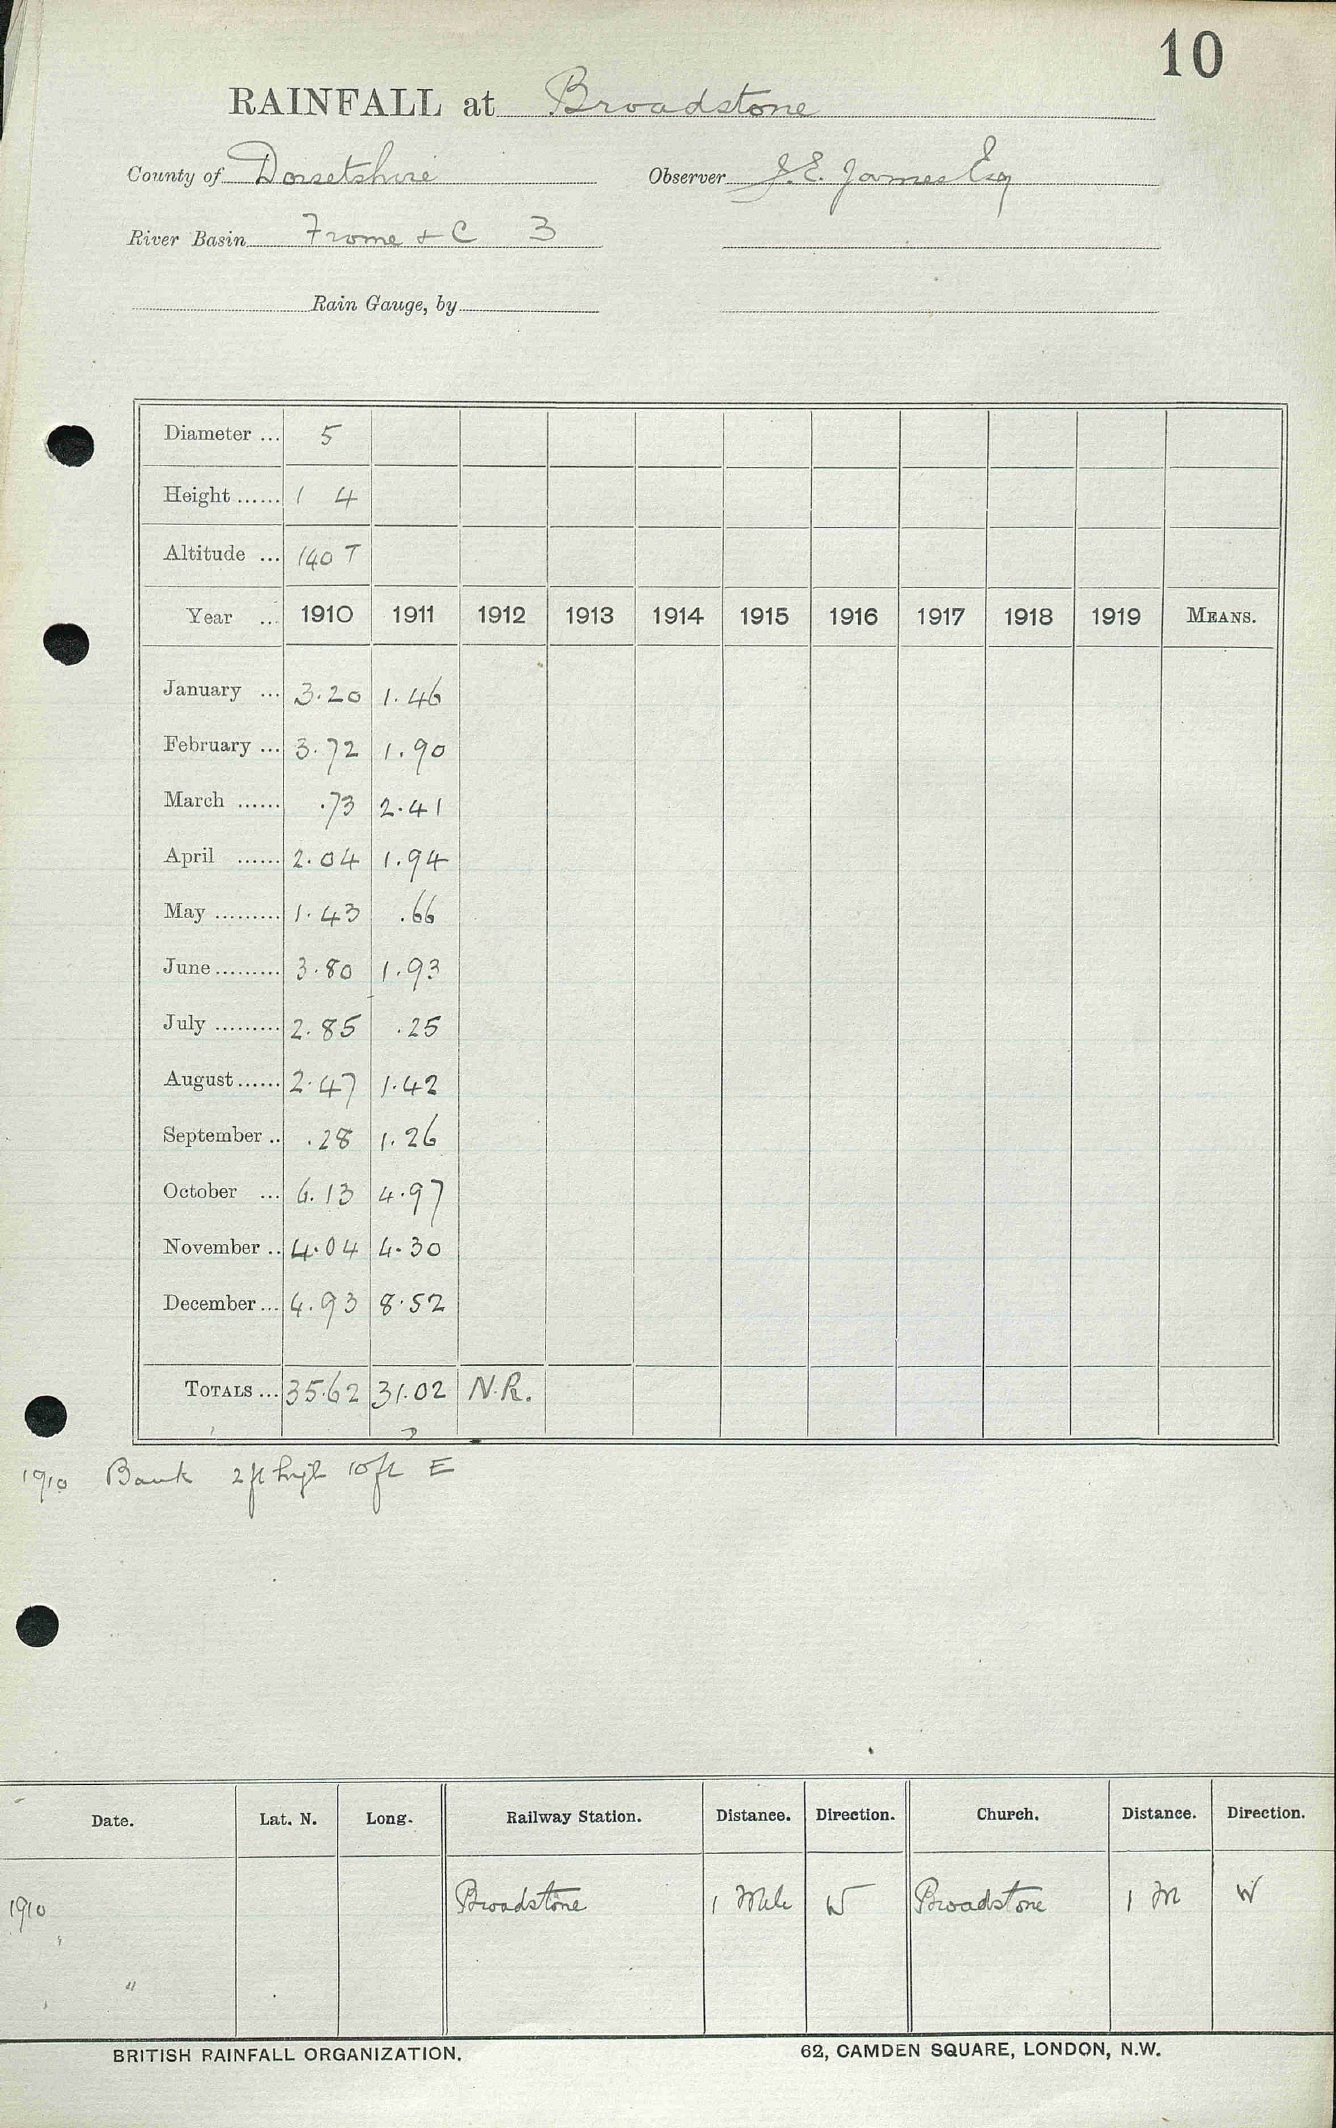 10
RAINFALL at Broadstone
County of Dorsetshire Observer J.E. James Esq
River Basin Frome & C 3
Rain Gauge, by
Diameter ... 5
Height ...... 1 4
Altitude ... 140 T
Year ... 1910 1911 1912 1913 1914 1915 1916 1917 1918 1919 MEANS.
January ... 3.20 1.46
February ... 3.72 1.90
March ...... .73 2.41
April ...... 2.04 1.94
May ......... 1.43 .66
June ......... 3.80 1.93
July ......... 2.85 .25
August ...... 2.47 1.42
September .. .28 1.26
October ... 6.13 4.97
November .. 4.04 4.30
December ... 4.93 8.52
TOTALS ... 35.62 31.02 N.R.
1910 Bank 2 ft high 10 ft E
Date. Lat. N. Long. Railway Station. Distance. Direction. Church. Distance. Direction.
1910 Broadstone 1 Mile W Broadstone 1 M W
"
BRITISH RAINFALL ORGANIZATION. 62, CAMDEN SQUARE, LONDON, N.W.